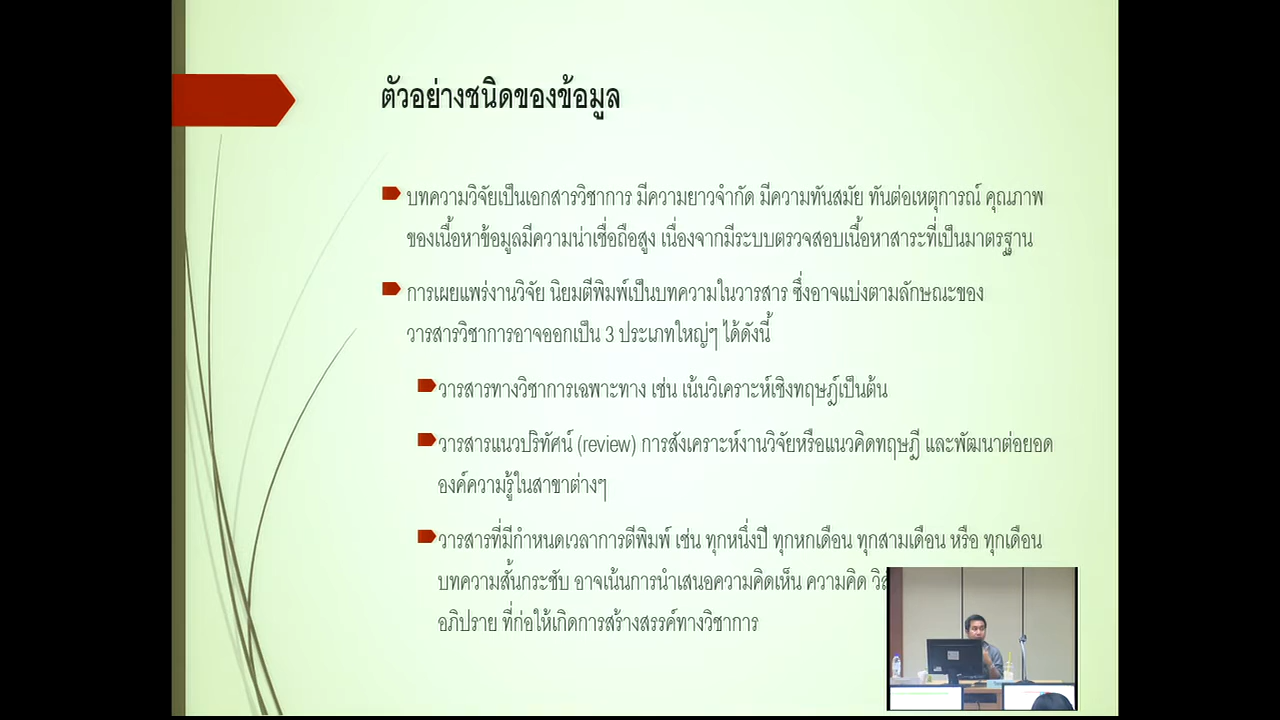 ตัวอย่างชนิดของข้อมูล
บทความวิจัยเป็นเอกสารวิชาการ มีความยาวจำกัด มีความทันสมัย ทันต่อเหตุการณ์ คุณภาพ
ของเนื้อหาข้อมูลมีความน่าเชื่อถือสูง เนื่องจากมีระบบตรวจสอบเนื้อหาสาระที่เป็นมาตรฐาน
การเผยแพร่งานวิจัย นิยมตีพิมพ์เป็นบทความในวารสาร ซึ่งอาจแบ่งตามลักษณะของ
วารสารวิชาการอาจออกเป็น 3 ประเภทใหญ่ๆ ได้ดังนี้
วารสารทางวิชาการเฉพาะทาง เช่น เน้นวิเคราะห์เชิงทฤษฎ์เป็นต้น
วารสารแนวปริทัศน์ (review) การสังเคราะห์งานวิจัยหรือแนวคิดทฤษฎี และพัฒนาต่อยอด
องค์ความรู้ในสาขาต่างๆ
วารสารที่มีกำหนดเวลาการตีพิมพ์ เช่น ทุกหนึ่งปี ทุกหกเดือน ทุกสามเดือน หรือ ทุกเดือน
บทความสั้นกระชับ อาจเน้นการนำเสนอความคิดเห็น ความคิด
อภิปราย ที่ก่อให้เกิดการสร้างสรรค์ทางวิชาการ